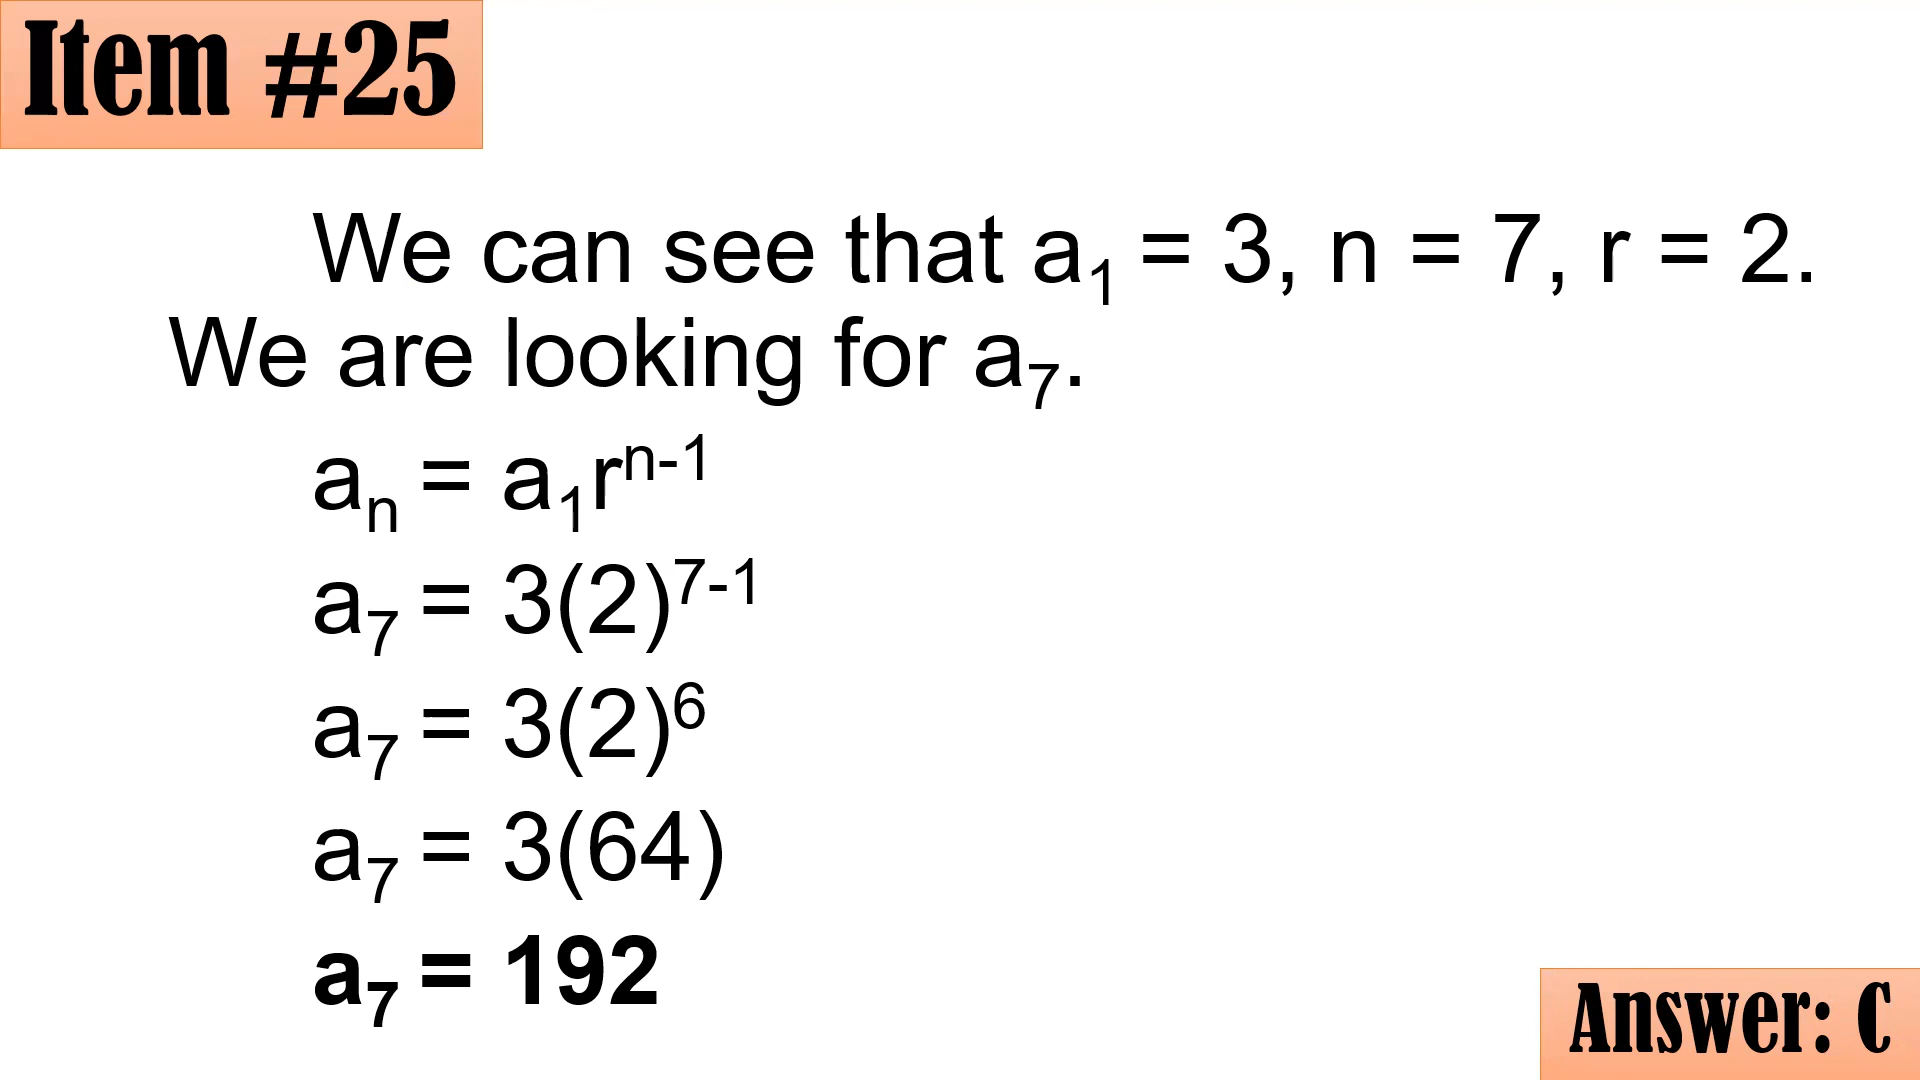 Item #25
We can see that a₁ = 3, n = 7, r = 2.
We are looking for a₇.
aₙ = a₁rⁿ⁻¹
a₇ = 3(2)⁷⁻¹
a₇ = 3(2)⁶
a₇ = 3(64)
a₇ = 192
Answer: C